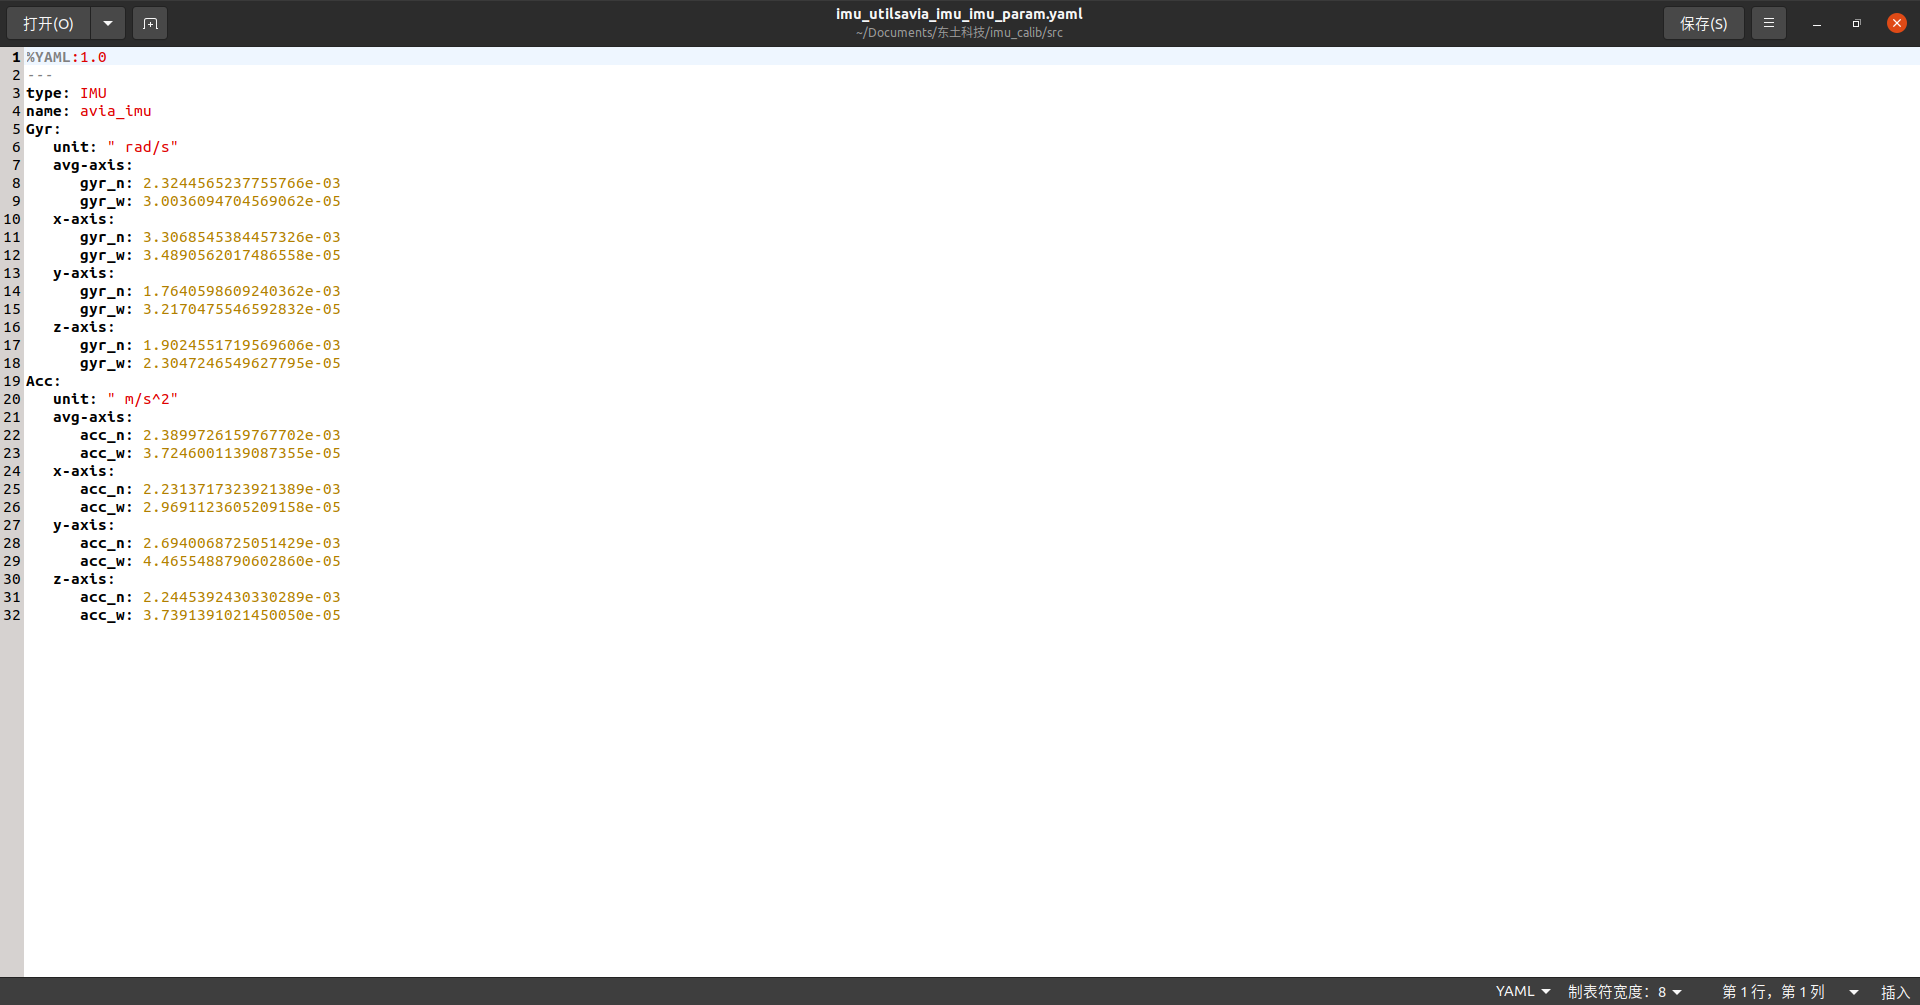 打开(O)
imu_utilsavia_imu_imu_param.yaml
~/Documents/东土科技/imu_calib/src
保存(S)
1 %YAML:1.0
2 ---
3 type: IMU
4 name: avia_imu
5 Gyr:
6    unit: " rad/s"
7    avg-axis:
8       gyr_n: 2.3244565237755766e-03
9       gyr_w: 3.0036094704569062e-05
10    x-axis:
11       gyr_n: 3.3068545384457326e-03
12       gyr_w: 3.4890562017486558e-05
13    y-axis:
14       gyr_n: 1.7640598609240362e-03
15       gyr_w: 3.2170475546592832e-05
16    z-axis:
17       gyr_n: 1.9024551719569606e-03
18       gyr_w: 2.3047246549627795e-05
19 Acc:
20    unit: " m/s^2"
21    avg-axis:
22       acc_n: 2.3899726159767702e-03
23       acc_w: 3.7246001139087355e-05
24    x-axis:
25       acc_n: 2.2313717323921389e-03
26       acc_w: 2.9691123605209158e-05
27    y-axis:
28       acc_n: 2.6940068725051429e-03
29       acc_w: 4.4655488790602860e-05
30    z-axis:
31       acc_n: 2.2445392430330289e-03
32       acc_w: 3.7391391021450050e-05
YAML 制表符宽度：8 第 1 行，第 1 列 插入